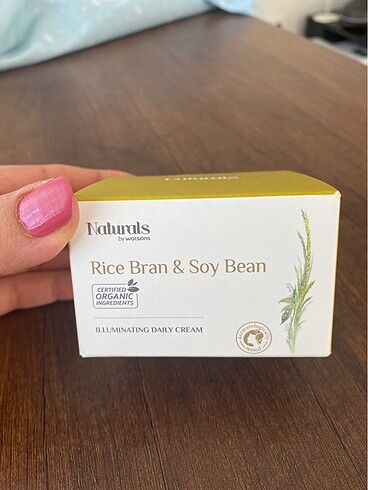 Naturals
by watsons
Rice Bran & Soy Bean
CERTIFIED
ORGANIC
INGREDIENTS
ILLUMINATING DAILY CREAM